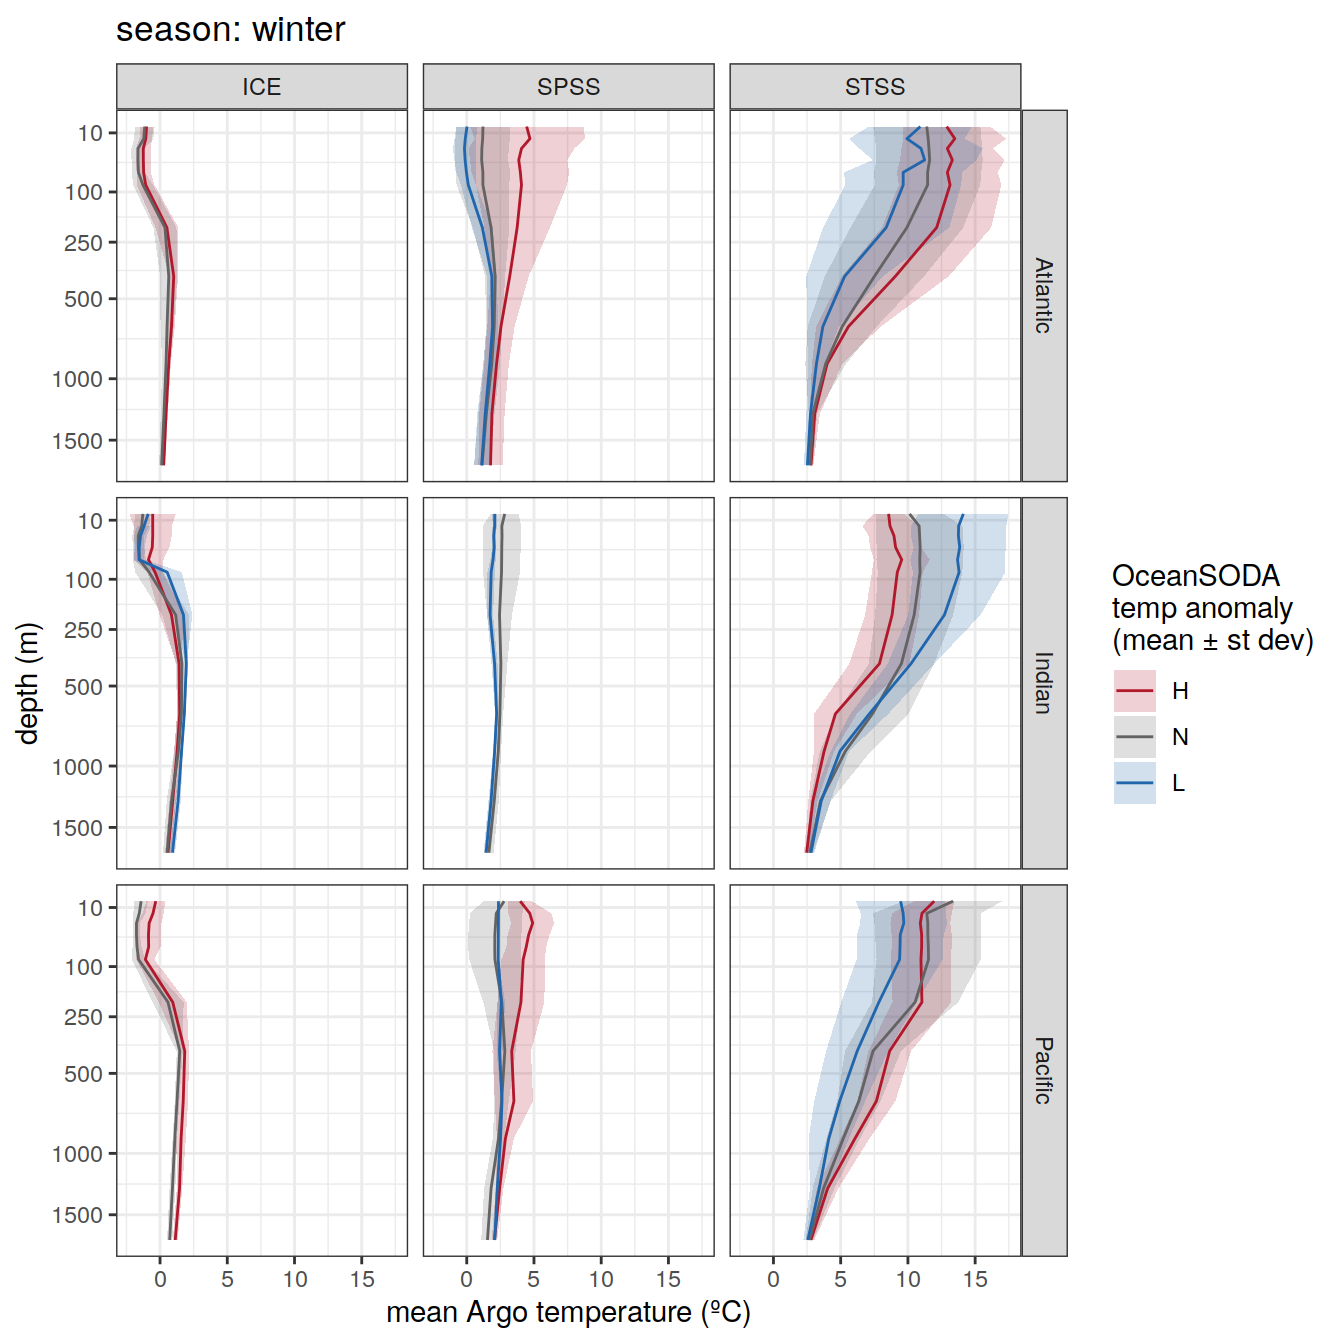 season: winter
ICE
SPSS
STSS
10
100
250
500
1000
1500
Atlantic
10
100
250
500
1000
1500
Indian
10
100
250
500
1000
1500
Pacific
depth (m)
0 5 10 15
0 5 10 15
0 5 10 15
mean Argo temperature (ºC)
OceanSODA
temp anomaly
(mean ± st dev)
H
N
L